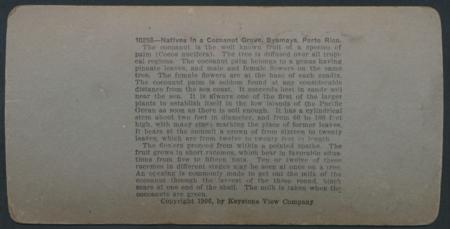 10258—Natives in a Cocoanut Grove, Byamaya, Porto Rico.
The cocoanut is the well known fruit of a species of
palm (Cocos nucifera). The tree is diffused over all tropi-
cal regions. The cocoanut palm belongs to a genus having
pinnate leaves, and male and female flowers on the same
tree. The female flowers are at the base of each spadix.
The cocoanut palm is seldom found at any considerable
distance from the sea coast. It succeeds best in sandy soil
near the sea. It is always one of the first of the larger
plants to establish itself in the low islands of the Pacific
Ocean as soon as there is soil enough. It has a cylindrical
stem about two feet in diameter, and from 60 to 100 feet
high, with many rings marking the place of former leaves.
It bears at the summit a crown of from sixteen to twenty
leaves, which are from twelve to twenty feet in length.
The flowers proceed from within a pointed spathe. The
fruit grows in short racemes, which bear in favorable situa-
tions from five to fifteen nuts. Ten or twelve of these
racemes in different stages may be seen at once on a tree.
An opening is commonly made to get out the milk of the
cocoanut through the largest of the three round, black
scars at one end of the shell. The milk is taken when the
cocoanuts are green.
Copyright 1906, by Keystone View Company